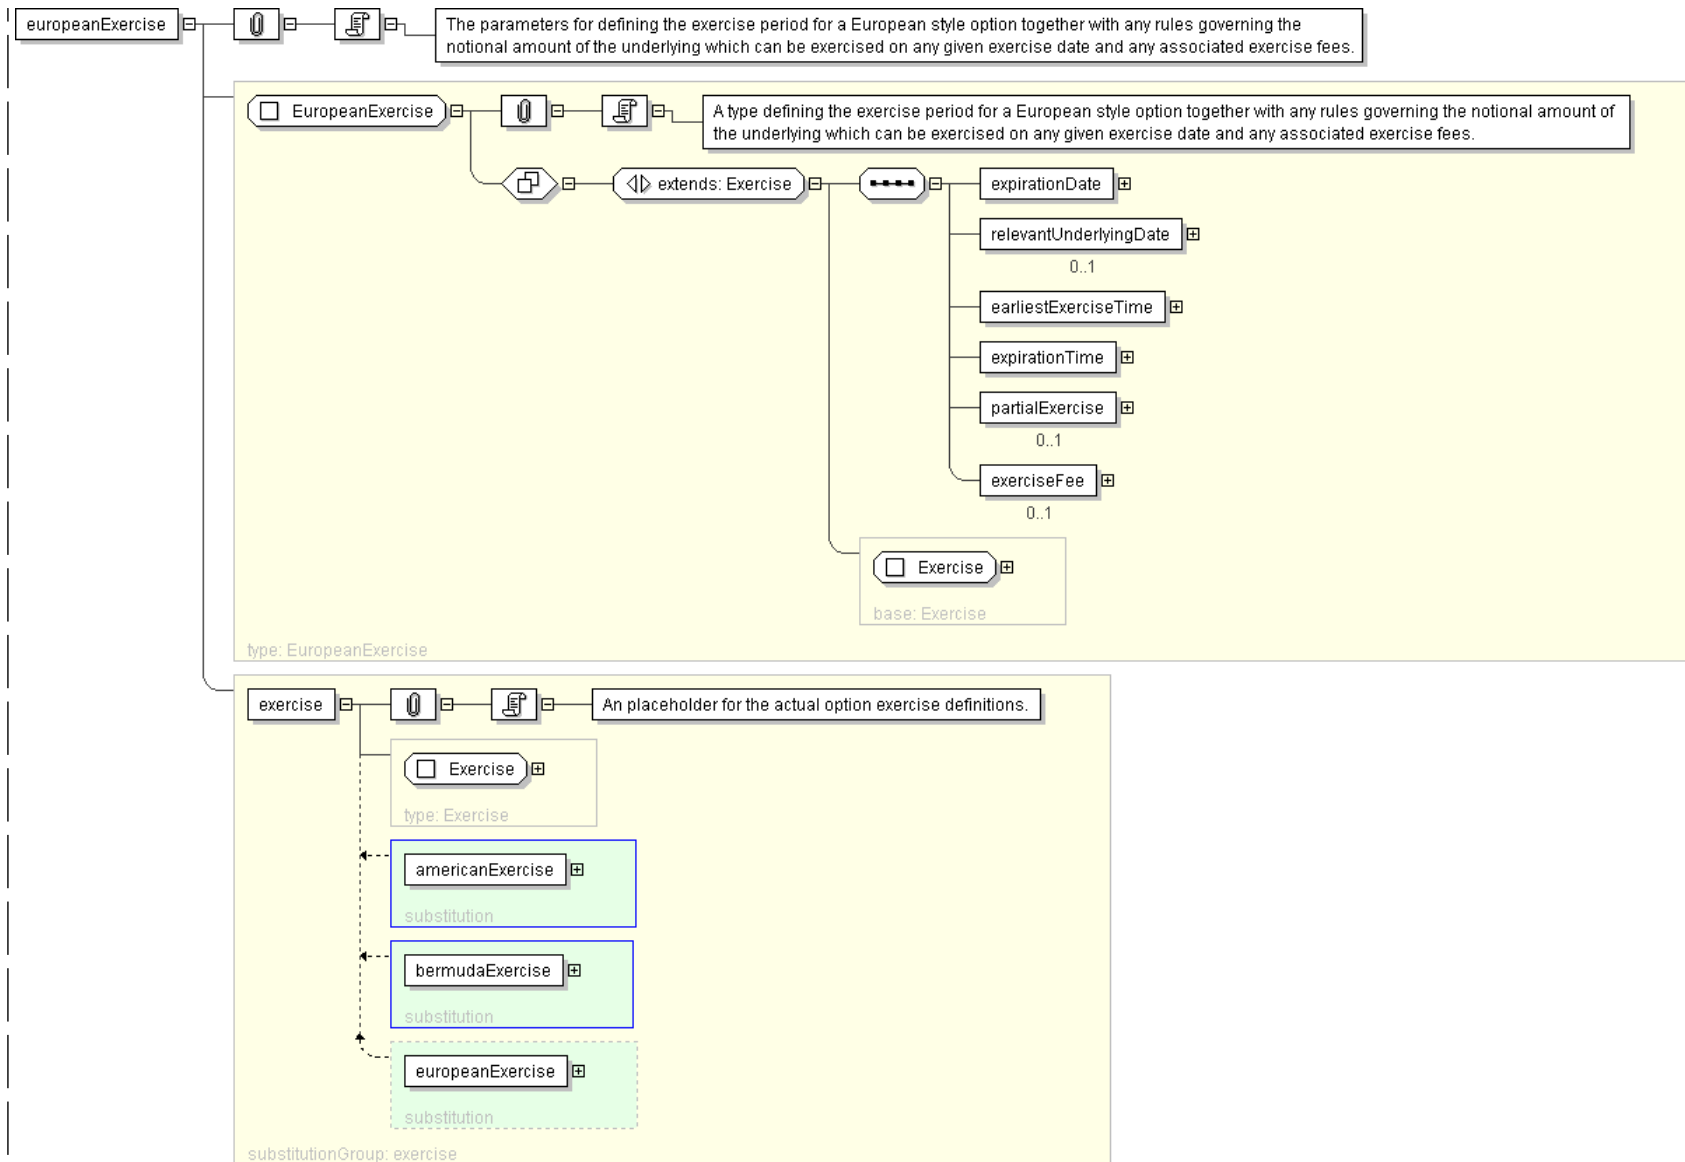 europeanExercise
The parameters for defining the exercise period for a European style option together with any rules governing the
notional amount of the underlying which can be exercised on any given exercise date and any associated exercise fees.
EuropeanExercise
A type defining the exercise period for a European style option together with any rules governing the notional amount of
the underlying which can be exercised on any given exercise date and any associated exercise fees.
extends: Exercise
expirationDate
relevantUnderlyingDate
0..1
earliestExerciseTime
expirationTime
partialExercise
0..1
exerciseFee
0..1
Exercise
base: Exercise
type: EuropeanExercise
exercise
An placeholder for the actual option exercise definitions.
Exercise
type: Exercise
americanExercise
substitution
bermudaExercise
substitution
europeanExercise
substitution
substitutionGroup: exercise